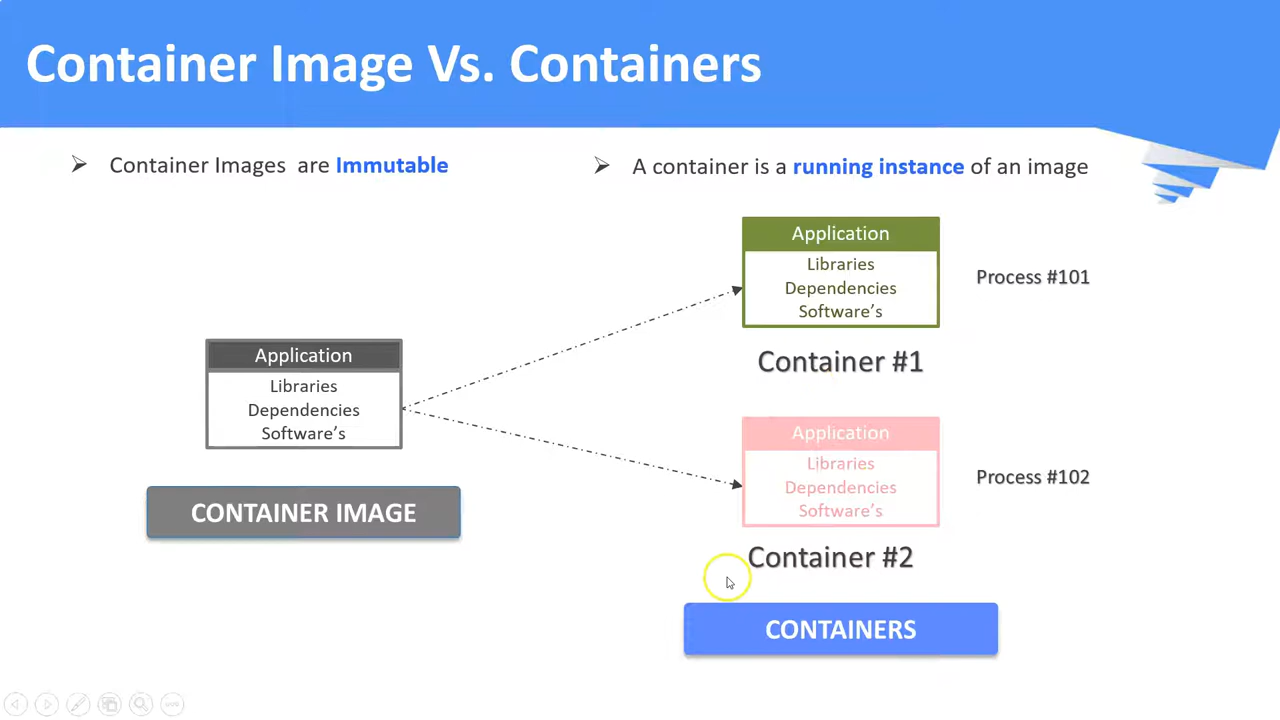 Container Image Vs. Containers
Container Images are Immutable
A container is a running instance of an image
Application
Libraries
Dependencies
Software's
CONTAINER IMAGE
Application
Libraries
Dependencies
Software's
Process #101
Container #1
Application
Libraries
Dependencies
Software's
Process #102
Container #2
CONTAINERS